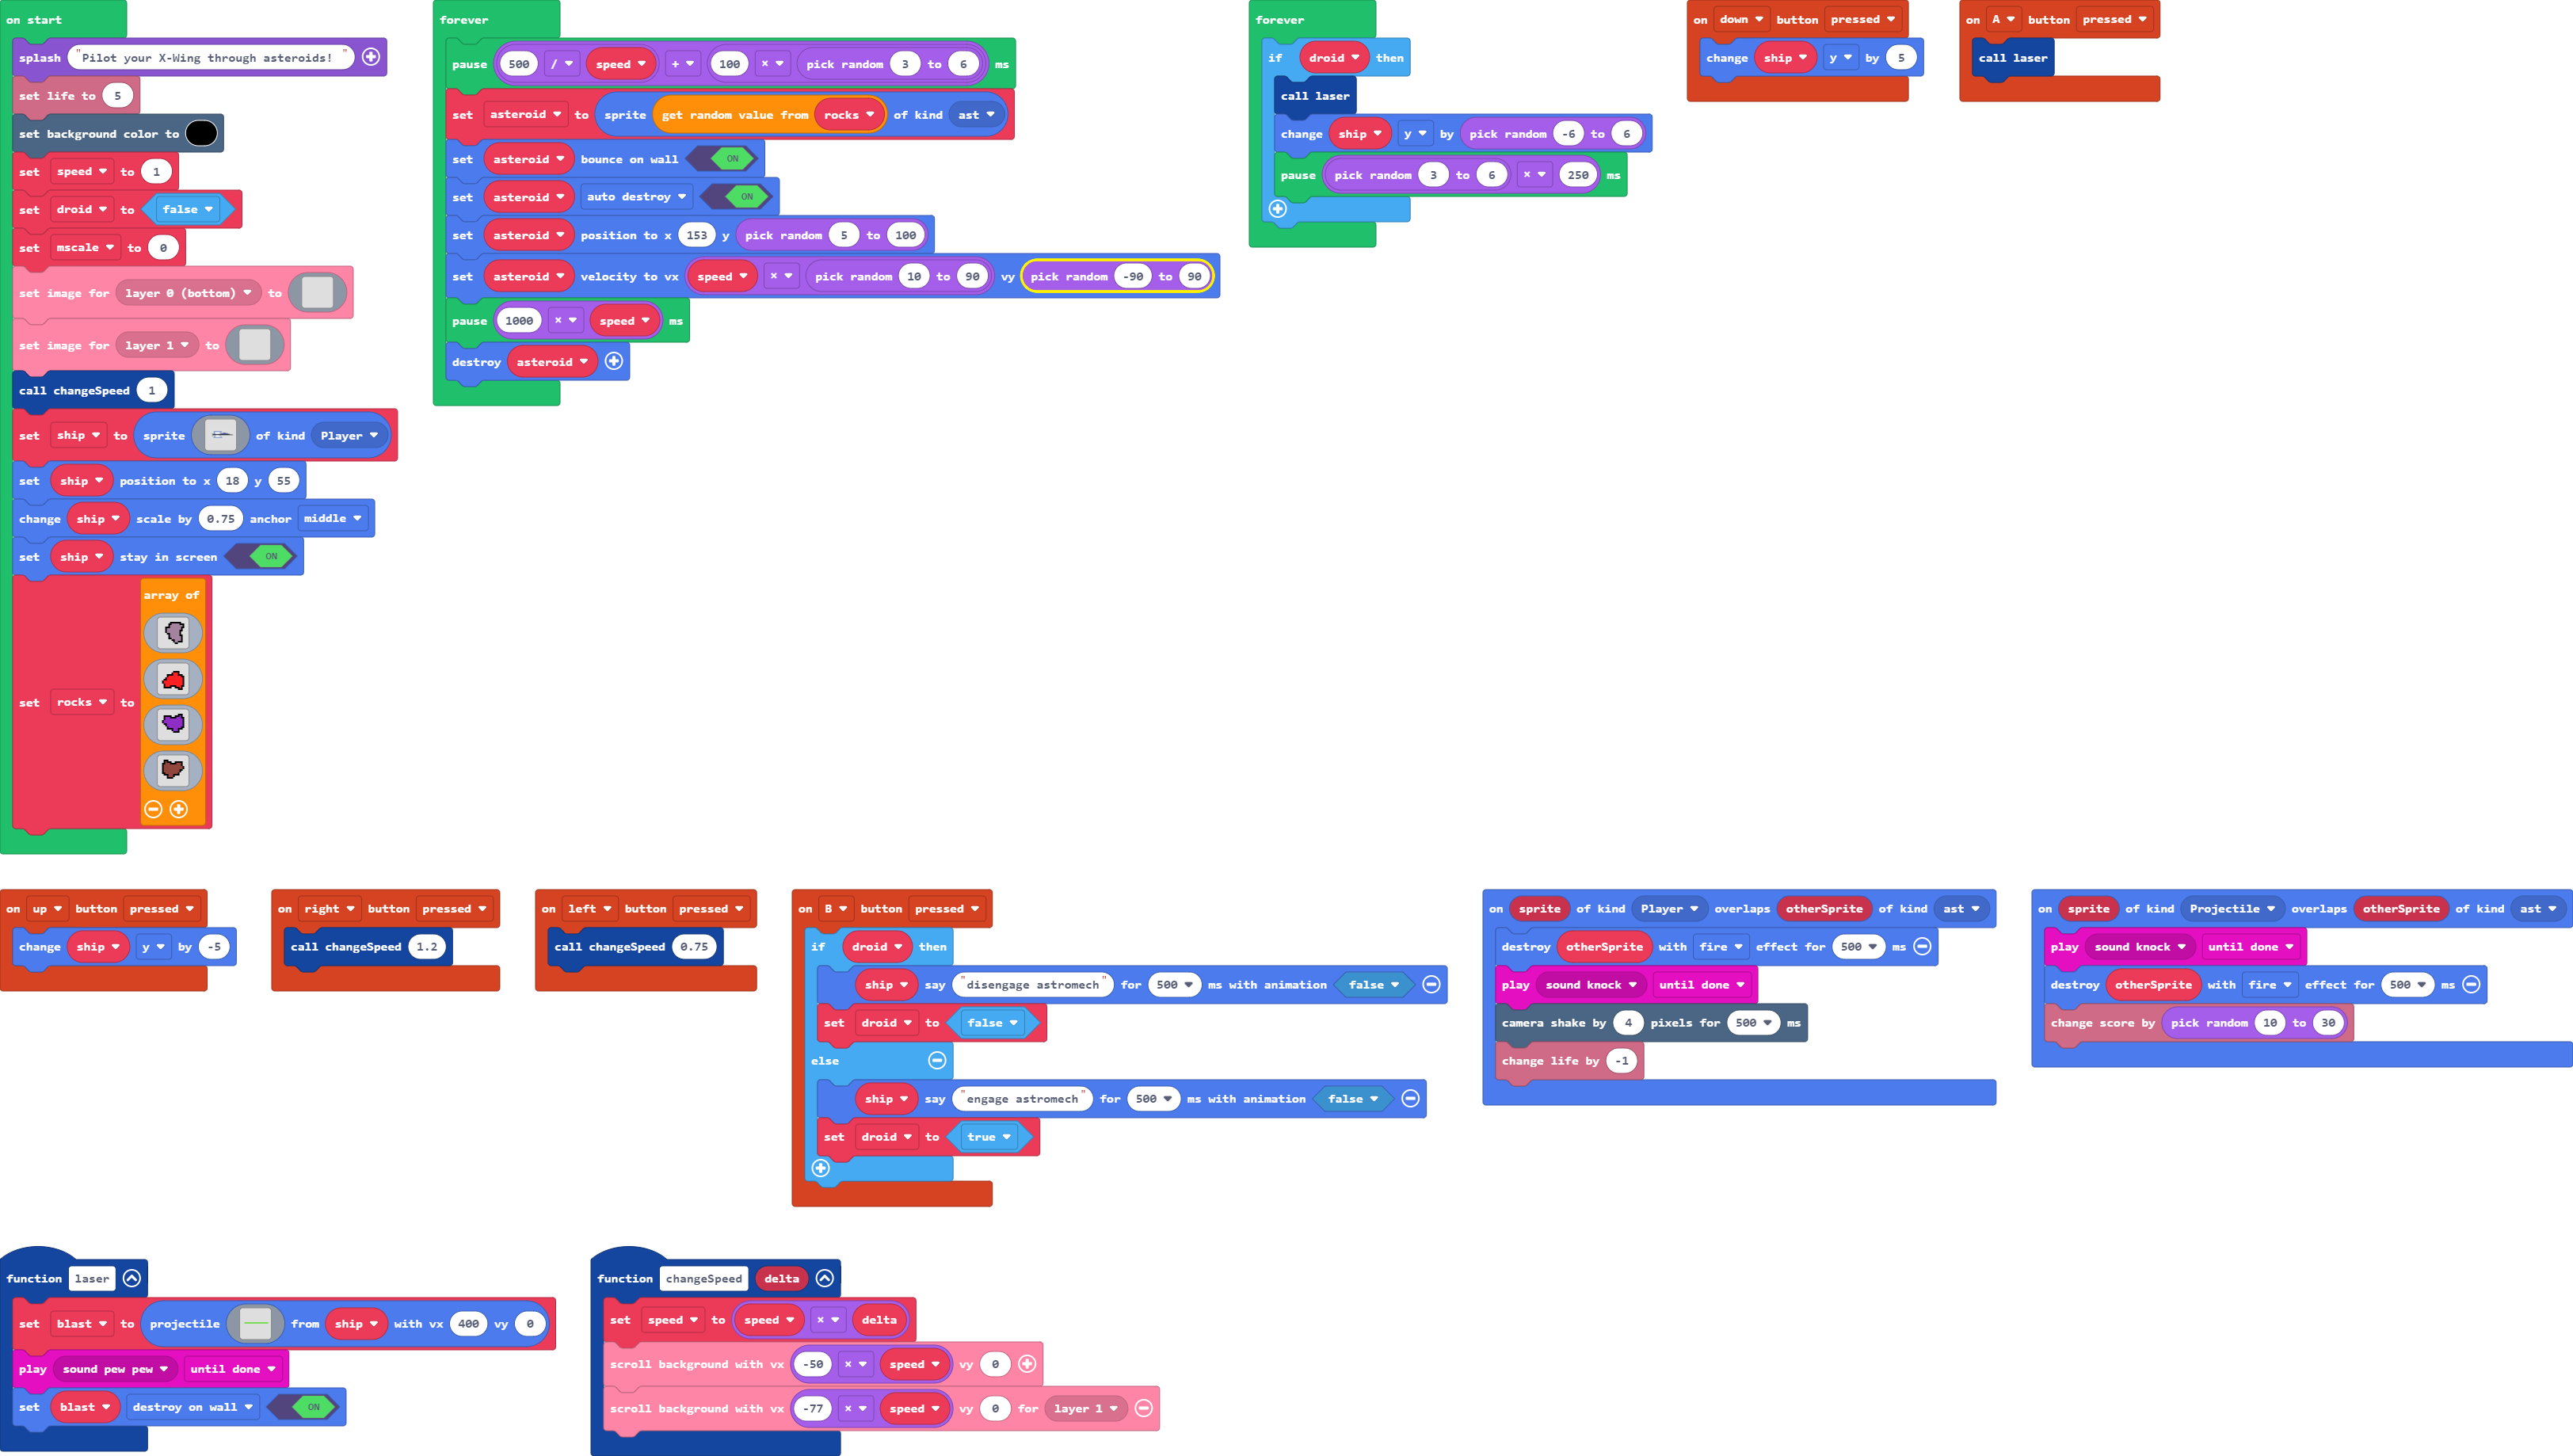 on start
splash "Pilot your X-Wing through asteroids! "
set life to 5
set background color to
set speed to 1
set droid to false
set mscale to 0
set image for layer 0 (bottom) to
set image for layer 1 to
call changeSpeed 1
set ship to sprite of kind Player
set ship position to x 18 y 55
change ship scale by 0.75 anchor middle
set ship stay in screen ON
set rocks to array of
forever
pause 500 / speed + 100 × pick random 3 to 6 ms
set asteroid to sprite get random value from rocks of kind ast
set asteroid bounce on wall ON
set asteroid auto destroy ON
set asteroid position to x 153 y pick random 5 to 100
set asteroid velocity to vx speed × pick random 10 to 90 vy pick random -90 to 90
pause 1000 × speed ms
destroy asteroid
forever
if droid then
call laser
change ship y by pick random -6 to 6
pause pick random 3 to 6 × 250 ms
on down button pressed
change ship y by 5
on A button pressed
call laser
on up button pressed
change ship y by -5
on right button pressed
call changeSpeed 1.2
on left button pressed
call changeSpeed 0.75
on B button pressed
if droid then
ship say "disengage astromech" for 500 ms with animation false
set droid to false
else
ship say "engage astromech" for 500 ms with animation false
set droid to true
on sprite of kind Player overlaps otherSprite of kind ast
destroy otherSprite with fire effect for 500 ms
play sound knock until done
camera shake by 4 pixels for 500 ms
change life by -1
on sprite of kind Projectile overlaps otherSprite of kind ast
play sound knock until done
destroy otherSprite with fire effect for 500 ms
change score by pick random 10 to 30
function laser
set blast to projectile from ship with vx 400 vy 0
play sound pew pew until done
set blast destroy on wall ON
function changeSpeed delta
set speed to speed × delta
scroll background with vx -50 × speed vy 0
scroll background with vx -77 × speed vy 0 for layer 1